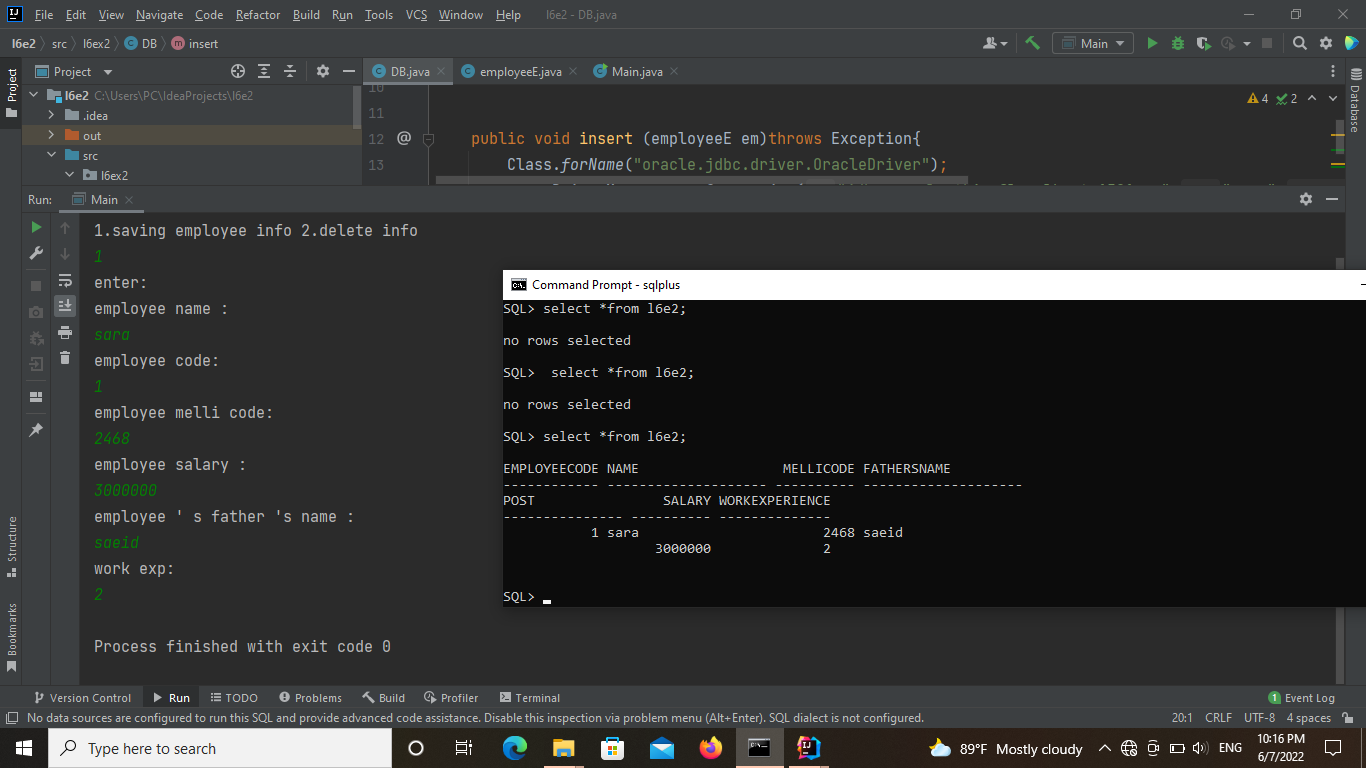 File Edit View Navigate Code Refactor Build Run Tools VCS Window Help l6e2 - DB.java
l6e2 src l6ex2 DB insert
Main
Project
DB.java employeeE.java Main.java
l6e2 C:\Users\PC\IdeaProjects\l6e2
.idea
out
src
l6ex2
Project
Database
4 2
10
11
12 @ public void insert (employeeE em)throws Exception{
13 Class.forName("oracle.jdbc.driver.OracleDriver");
Run: Main
1.saving employee info 2.delete info
1
enter:
employee name :
sara
employee code:
1
employee melli code:
2468
employee salary :
3000000
employee ' s father 's name :
saeid
work exp:
2
Process finished with exit code 0
Command Prompt - sqlplus
SQL> select *from l6e2;
no rows selected
SQL>  select *from l6e2;
no rows selected
SQL> select *from l6e2;
EMPLOYEECODE NAME MELLICODE FATHERSNAME
------------ -------------------- ---------- --------------------
POST SALARY WORKEXPERIENCE
--------------- ---------- --------------
1 sara 2468 saeid
3000000 2
SQL>
Structure
Bookmarks
Version Control Run TODO Problems Build Profiler Terminal 1 Event Log
No data sources are configured to run this SQL and provide advanced code assistance. Disable this inspection via problem menu (Alt+Enter). SQL dialect is not configured. 20:1 CRLF UTF-8 4 spaces
Type here to search
89°F Mostly cloudy ENG
10:16 PM
6/7/2022